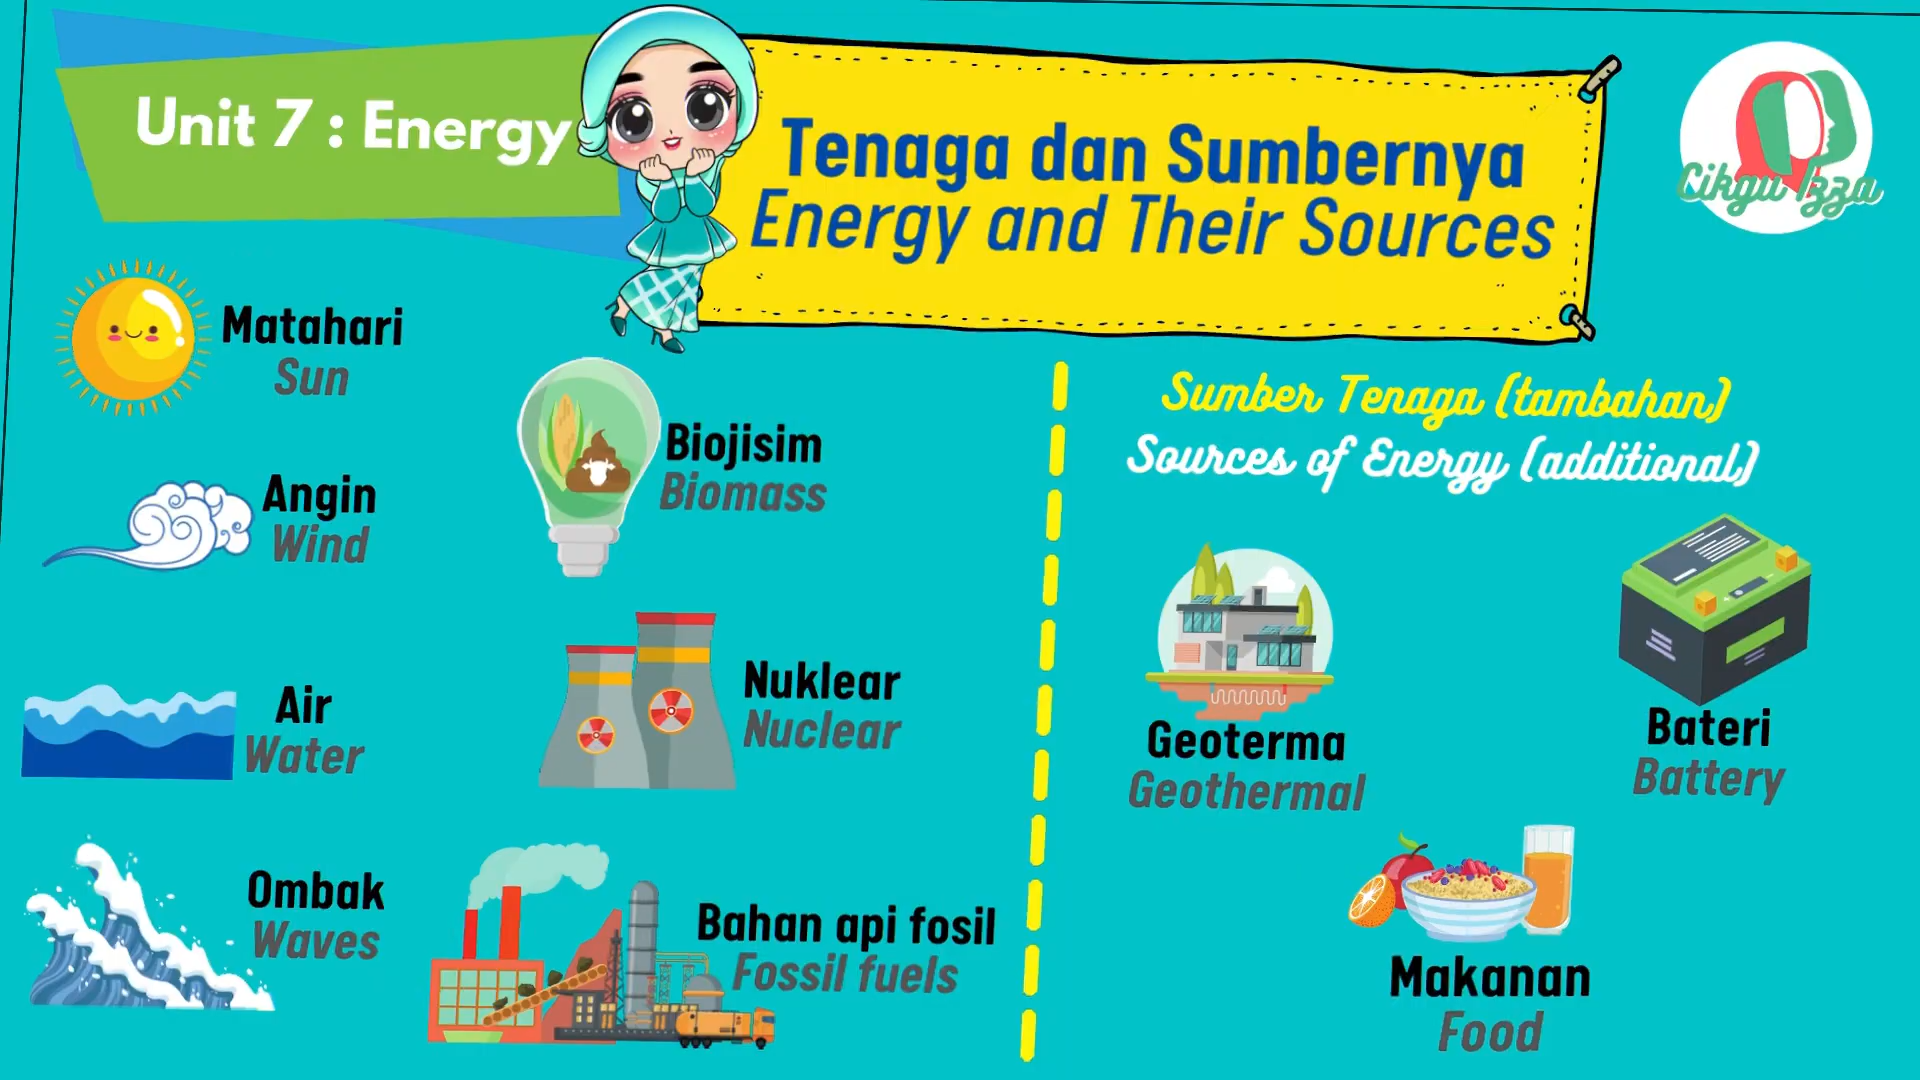 Unit 7 : Energy
Tenaga dan Sumbernya
Energy and Their Sources
Cikgu Izza
Matahari
Sun
Angin
Wind
Air
Water
Ombak
Waves
Biojisim
Biomass
Nuklear
Nuclear
Bahan api fosil
Fossil fuels
Sumber Tenaga (tambahan)
Sources of Energy (additional)
Geoterma
Geothermal
Bateri
Battery
Makanan
Food